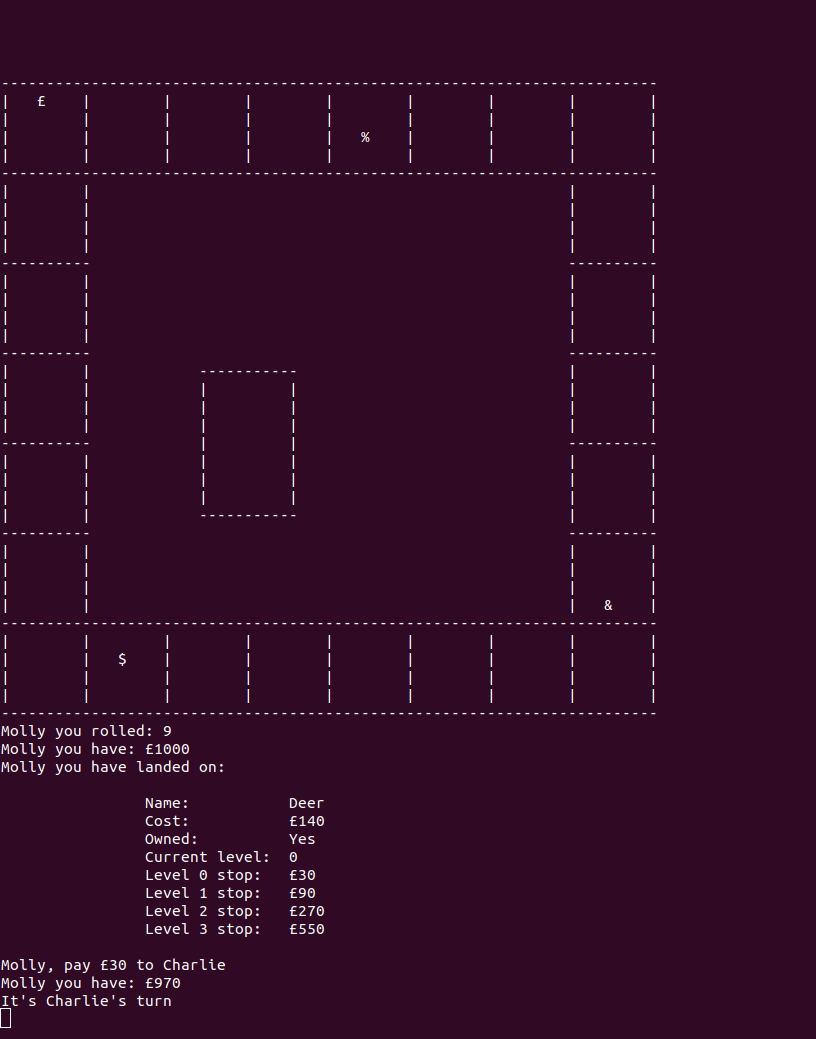 £
%
&
$
Molly you rolled: 9
Molly you have: £1000
Molly you have landed on:
Name: Deer
Cost: £140
Owned: Yes
Current level: 0
Level 0 stop: £30
Level 1 stop: £90
Level 2 stop: £270
Level 3 stop: £550
Molly, pay £30 to Charlie
Molly you have: £970
It's Charlie's turn